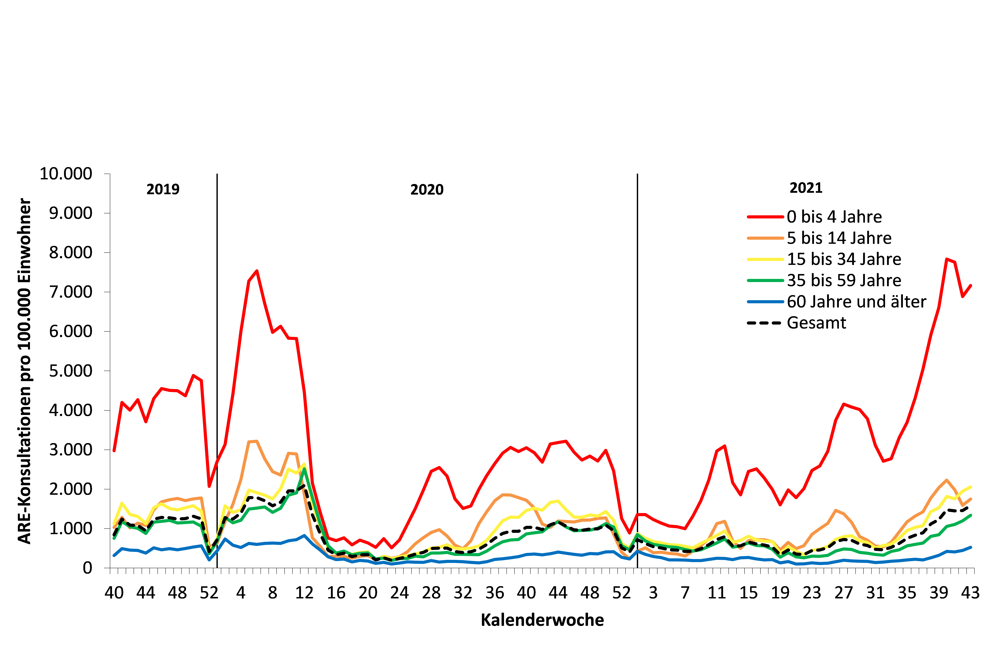 10.000
9.000
8.000
7.000
6.000
5.000
4.000
3.000
2.000
1.000
0
ARE-Konsultationen pro 100.000 Einwohner
2019
2020
2021
0 bis 4 Jahre
5 bis 14 Jahre
15 bis 34 Jahre
35 bis 59 Jahre
60 Jahre und älter
Gesamt
40 44 48 52 4 8 12 16 20 24 28 32 36 40 44 48 52 3 7 11 15 19 23 27 31 35 39 43
Kalenderwoche